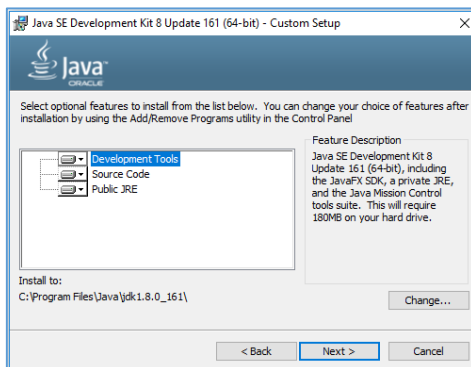 Java SE Development Kit 8 Update 161 (64-bit) - Custom Setup
Java
ORACLE
Select optional features to install from the list below. You can change your choice of features after
installation by using the Add/Remove Programs utility in the Control Panel
Development Tools
Source Code
Public JRE
Feature Description
Java SE Development Kit 8
Update 161 (64-bit), including
the JavaFX SDK, a private JRE,
and the Java Mission Control
tools suite. This will require
180MB on your hard drive.
Install to:
C:\Program Files\Java\jdk1.8.0_161\
Change...
< Back
Next >
Cancel